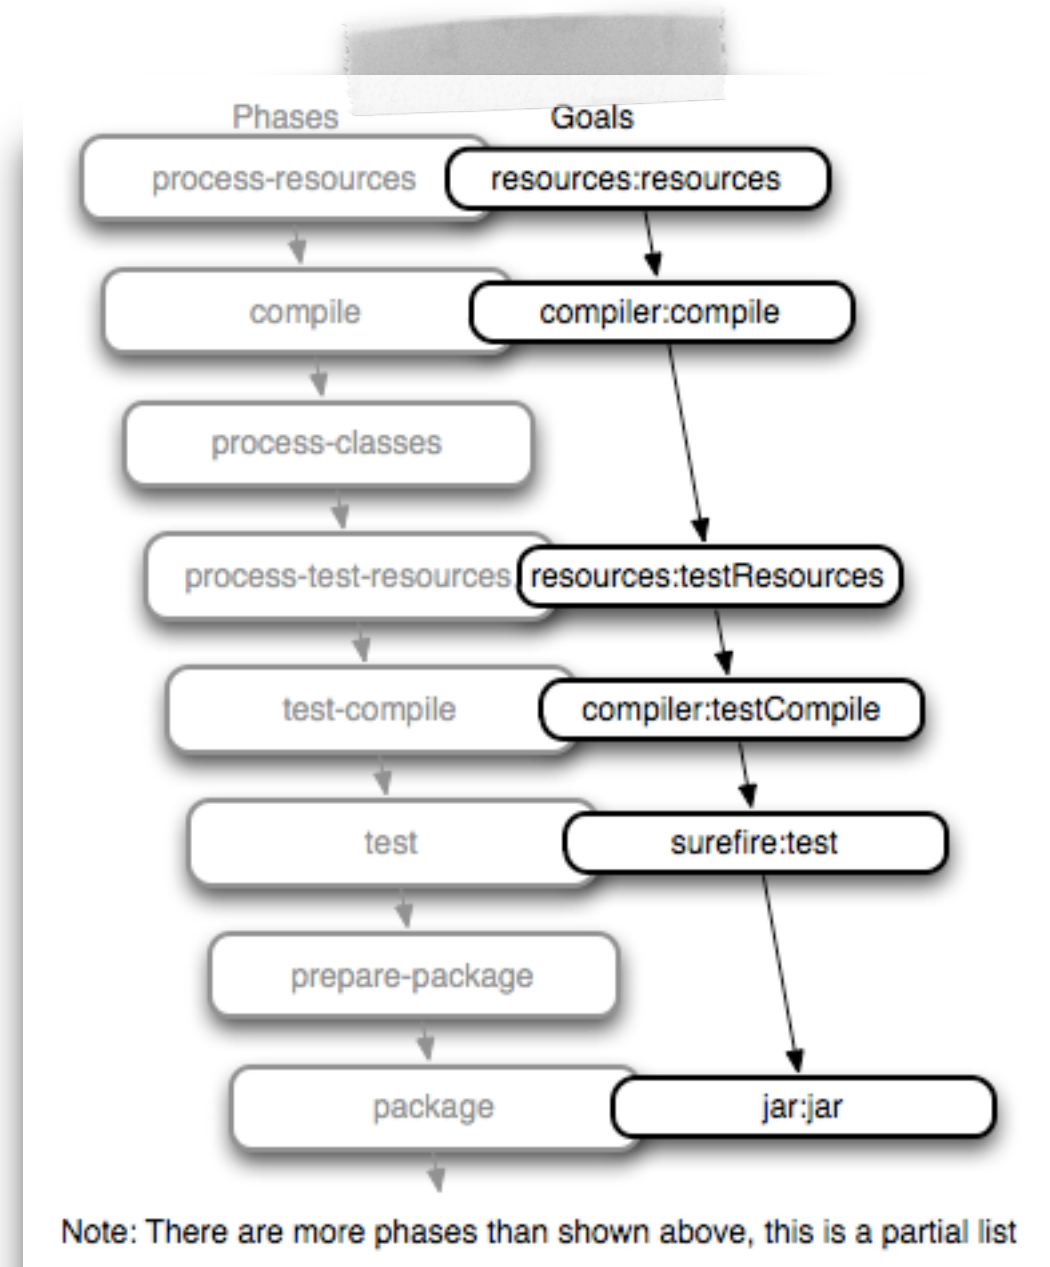 Phases Goals
process-resources resources:resources
compile compiler:compile
process-classes
process-test-resources resources:testResources
test-compile compiler:testCompile
test surefire:test
prepare-package
package jar:jar
Note: There are more phases than shown above, this is a partial list